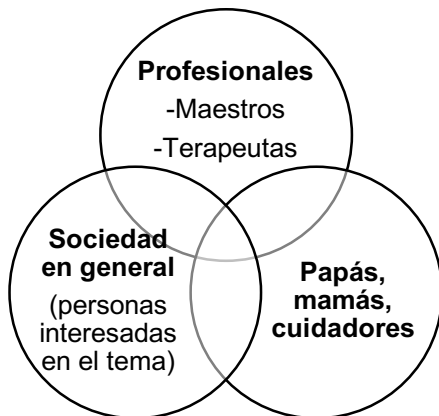 Profesionales
-Maestros
-Terapeutas
Sociedad
en general
(personas
interesadas
en el tema)
Papás,
mamás,
cuidadores